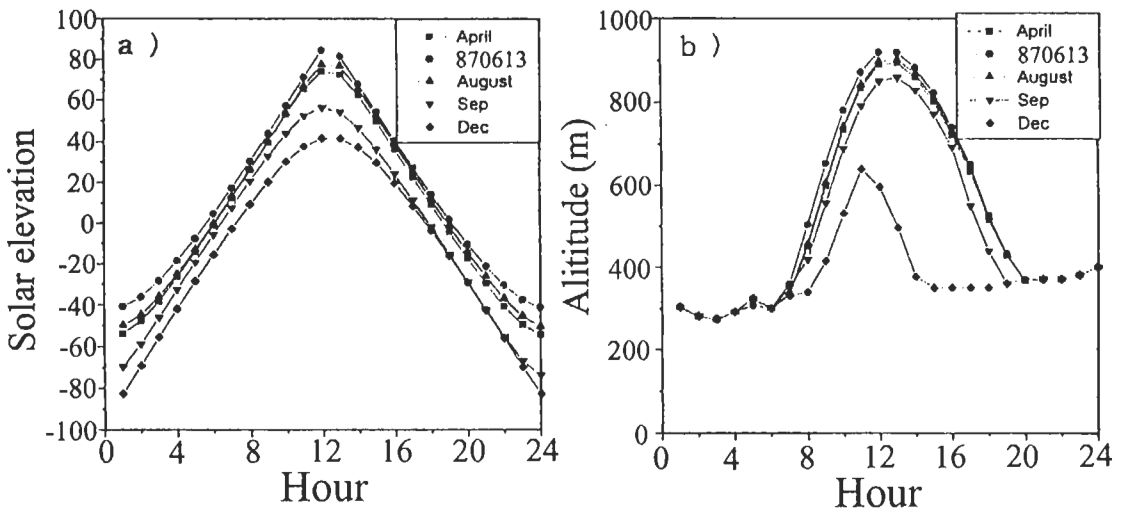 a )
April
870613
August
Sep
Dec
Solar elevation
100
80
60
40
20
0
-20
-40
-60
-80
-100
0 4 8 12 16 20 24
Hour
b )
April
870613
August
Sep
Dec
Alititude (m)
1000
800
600
400
200
0
0 4 8 12 16 20 24
Hour